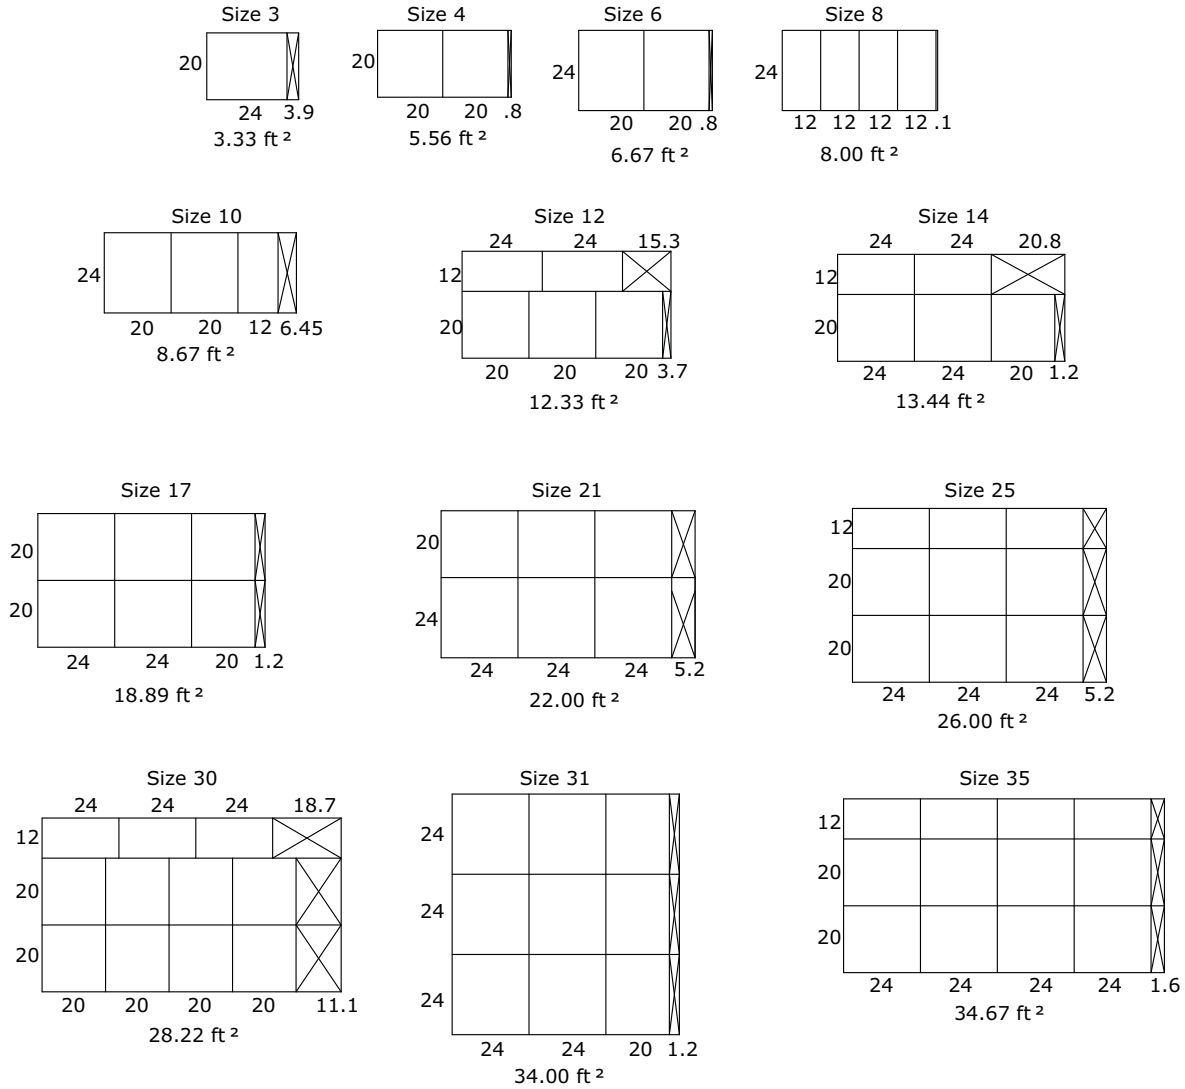 Size 3
20
24 3.9
3.33 ft ²
Size 4
20
20 20 .8
5.56 ft ²
Size 6
24
20 20 .8
6.67 ft ²
Size 8
24
12 12 12 12 .1
8.00 ft ²
Size 10
24
20 20 12 6.45
8.67 ft ²
Size 12
24 24 15.3
12
20
20 20 20 3.7
12.33 ft ²
Size 14
24 24 20.8
12
20
24 24 20 1.2
13.44 ft ²
Size 17
20
20
24 24 20 1.2
18.89 ft ²
Size 21
20
24
24 24 24 5.2
22.00 ft ²
Size 25
12
20
20
24 24 24 5.2
26.00 ft ²
Size 30
24 24 24 18.7
12
20
20
20 20 20 20 11.1
28.22 ft ²
Size 31
24
24
24
24 24 20 1.2
34.00 ft ²
Size 35
12
20
20
24 24 24 24 1.6
34.67 ft ²